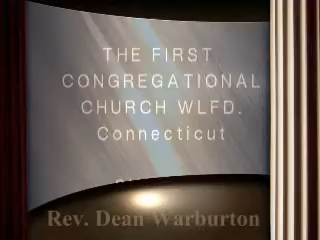 THE FIRST
CONGREGATIONAL
CHURCH WLFD.
Connecticut
Rev. Dean Warburton